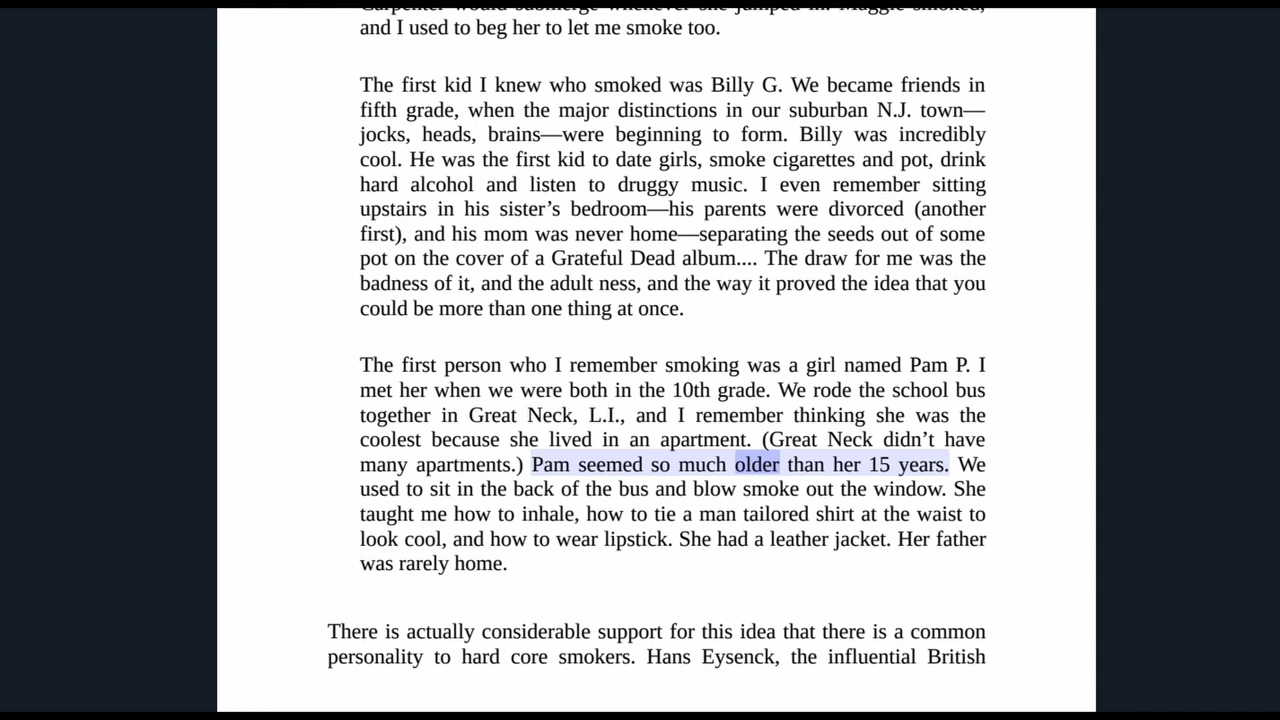 Carpenter would submerge whenever she jumped in. Maggie smoked,
and I used to beg her to let me smoke too.
The first kid I knew who smoked was Billy G. We became friends in
fifth grade, when the major distinctions in our suburban N.J. town—
jocks, heads, brains—were beginning to form. Billy was incredibly
cool. He was the first kid to date girls, smoke cigarettes and pot, drink
hard alcohol and listen to druggy music. I even remember sitting
upstairs in his sister’s bedroom—his parents were divorced (another
first), and his mom was never home—separating the seeds out of some
pot on the cover of a Grateful Dead album.... The draw for me was the
badness of it, and the adult ness, and the way it proved the idea that you
could be more than one thing at once.
The first person who I remember smoking was a girl named Pam P. I
met her when we were both in the 10th grade. We rode the school bus
together in Great Neck, L.I., and I remember thinking she was the
coolest because she lived in an apartment. (Great Neck didn’t have
many apartments.) Pam seemed so much older than her 15 years. We
used to sit in the back of the bus and blow smoke out the window. She
taught me how to inhale, how to tie a man tailored shirt at the waist to
look cool, and how to wear lipstick. She had a leather jacket. Her father
was rarely home.
There is actually considerable support for this idea that there is a common
personality to hard core smokers. Hans Eysenck, the influential British